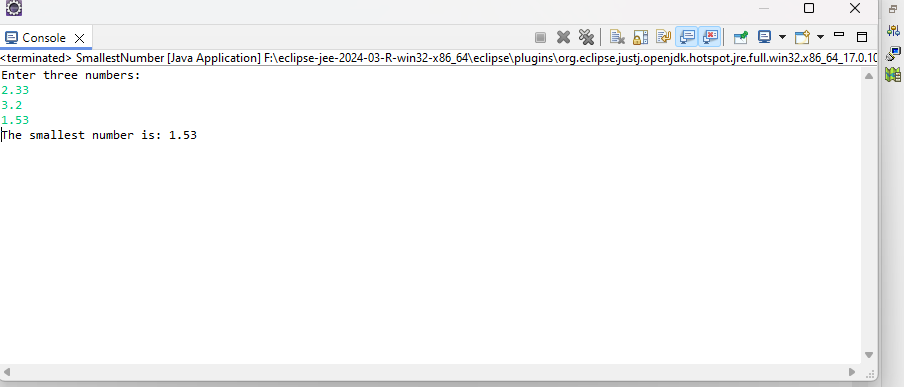 Console
<terminated> SmallestNumber [Java Application] F:\eclipse-jee-2024-03-R-win32-x86_64\eclipse\plugins\org.eclipse.justj.openjdk.hotspot.jre.full.win32.x86_64_17.0.10
Enter three numbers:
2.33
3.2
1.53
The smallest number is: 1.53